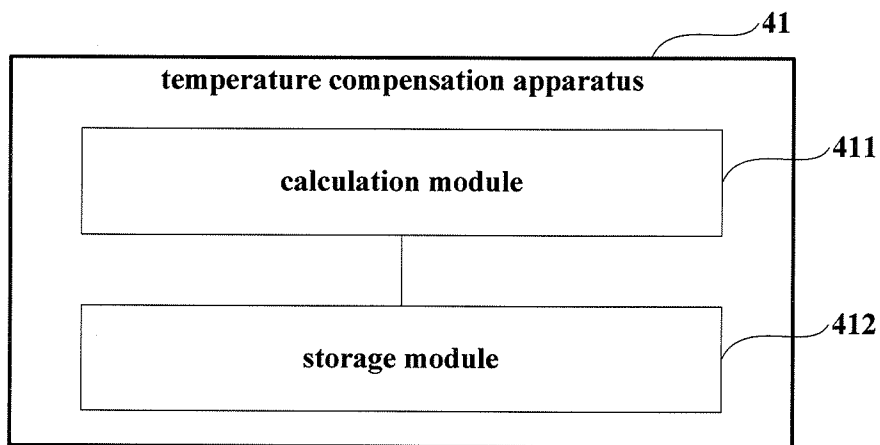 41
temperature compensation apparatus
calculation module
411
storage module
412